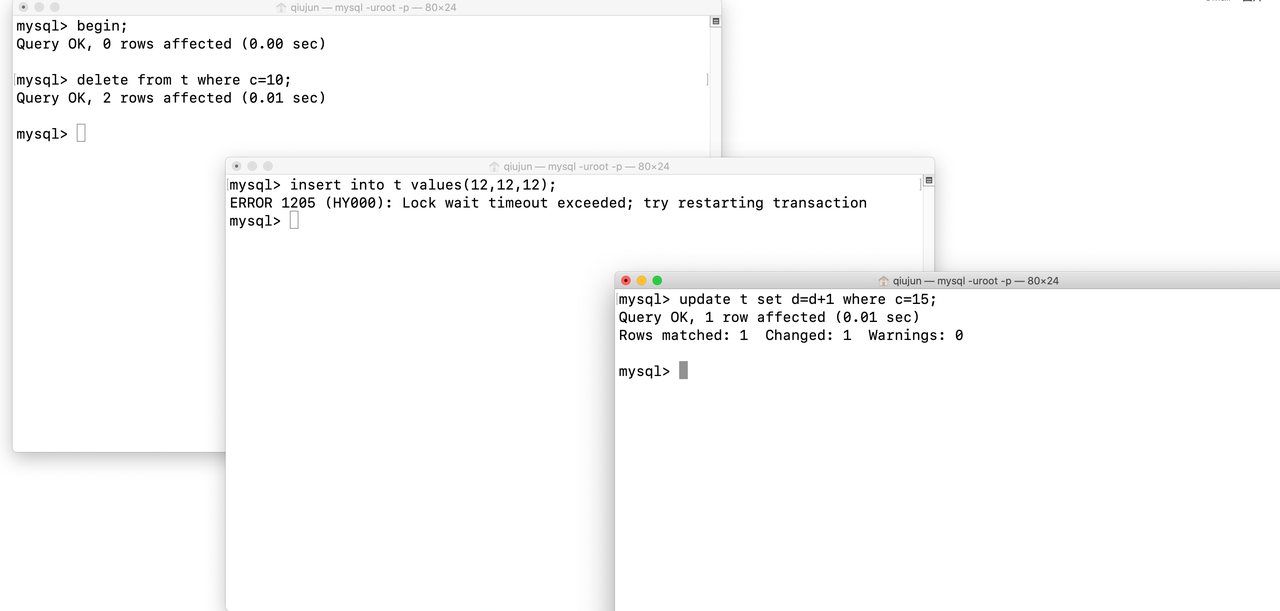 qiujun — mysql -uroot -p — 80×24
mysql> begin;
Query OK, 0 rows affected (0.00 sec)
mysql> delete from t where c=10;
Query OK, 2 rows affected (0.01 sec)
mysql>
qiujun — mysql -uroot -p — 80×24
mysql> insert into t values(12,12,12);
ERROR 1205 (HY000): Lock wait timeout exceeded; try restarting transaction
mysql>
qiujun — mysql -uroot -p — 80×24
mysql> update t set d=d+1 where c=15;
Query OK, 1 row affected (0.01 sec)
Rows matched: 1  Changed: 1  Warnings: 0
mysql>